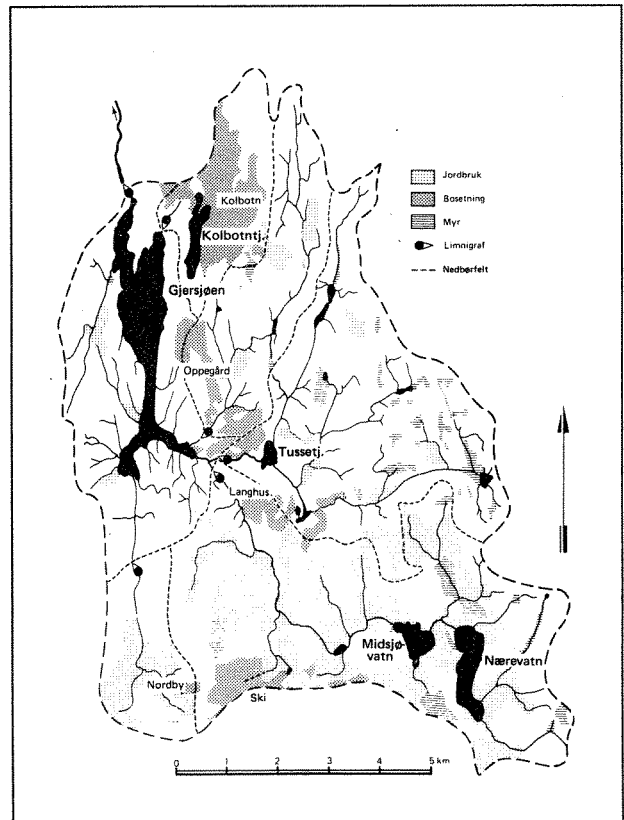 Jordbruk
Bosetning
Myr
Limnigraf
Nedbørfelt
Kolbotn
Kolbotntj.
Gjersjøen
Oppegård
Tussetj.
Langhus
Midsjø-
vatn
Nærevatn
Nordby
Ski
0 1 2 3 4 5 km